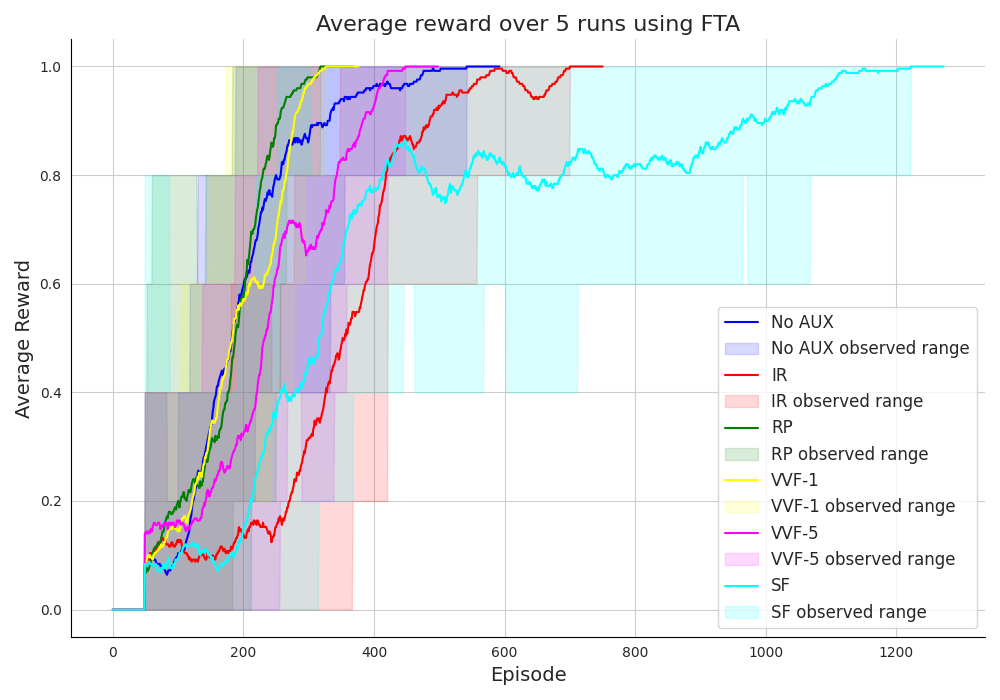 Average reward over 5 runs using FTA
Average Reward
1.0
0.8
0.6
0.4
0.2
0.0
0 200 400 600 800 1000 1200
Episode
No AUX
No AUX observed range
IR
IR observed range
RP
RP observed range
VVF-1
VVF-1 observed range
VVF-5
VVF-5 observed range
SF
SF observed range